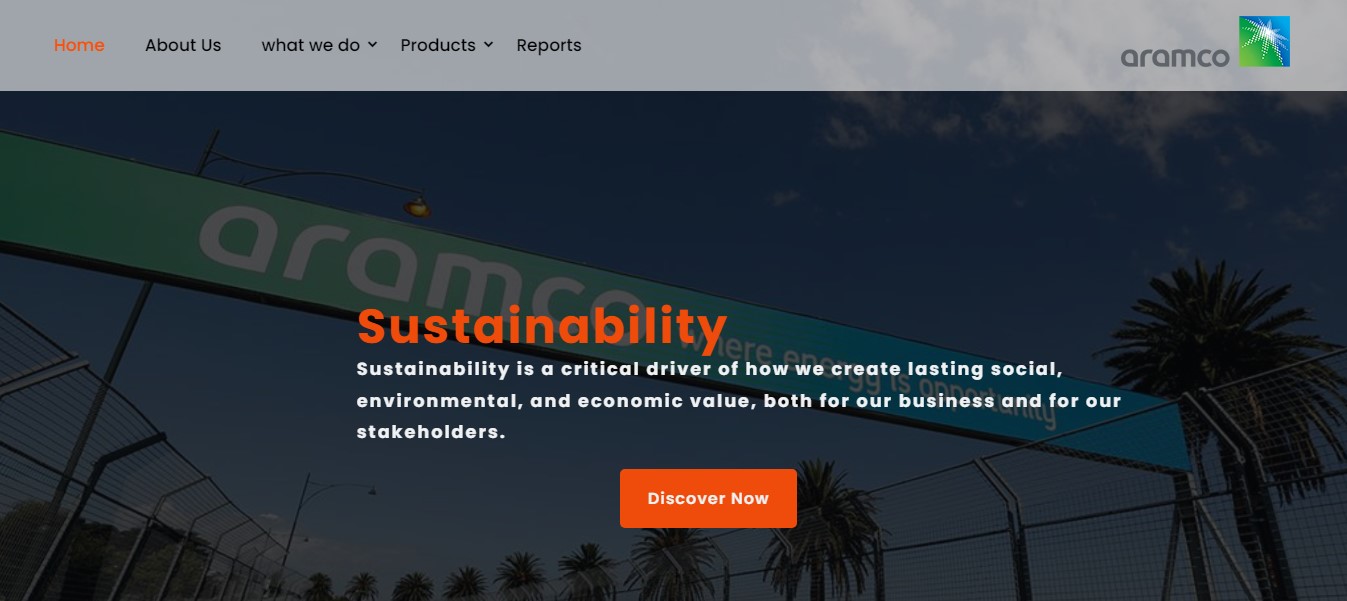 Home About Us what we do Products Reports
aramco
aramco
where energy is opportunity
Sustainability
Sustainability is a critical driver of how we create lasting social,
environmental, and economic value, both for our business and for our
stakeholders.
Discover Now